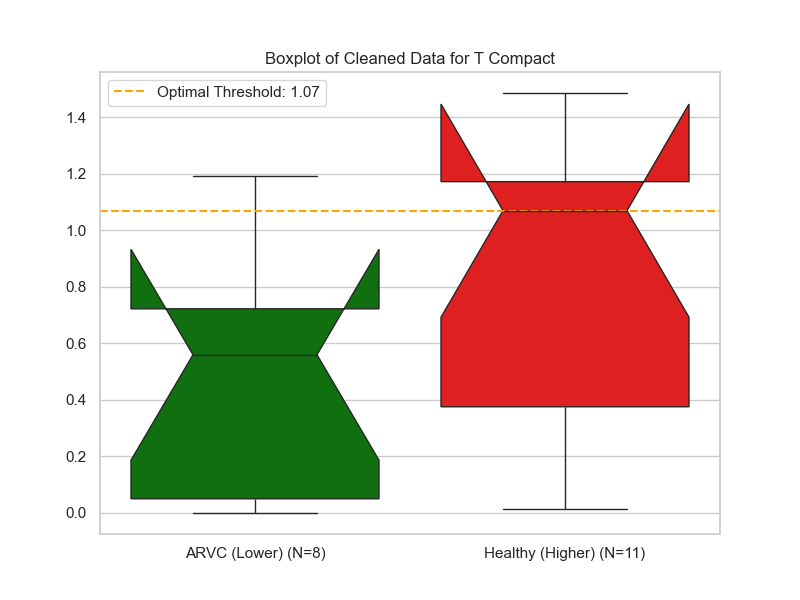 Boxplot of Cleaned Data for T Compact
Optimal Threshold: 1.07
1.4
1.2
1.0
0.8
0.6
0.4
0.2
0.0
ARVC (Lower) (N=8)
Healthy (Higher) (N=11)